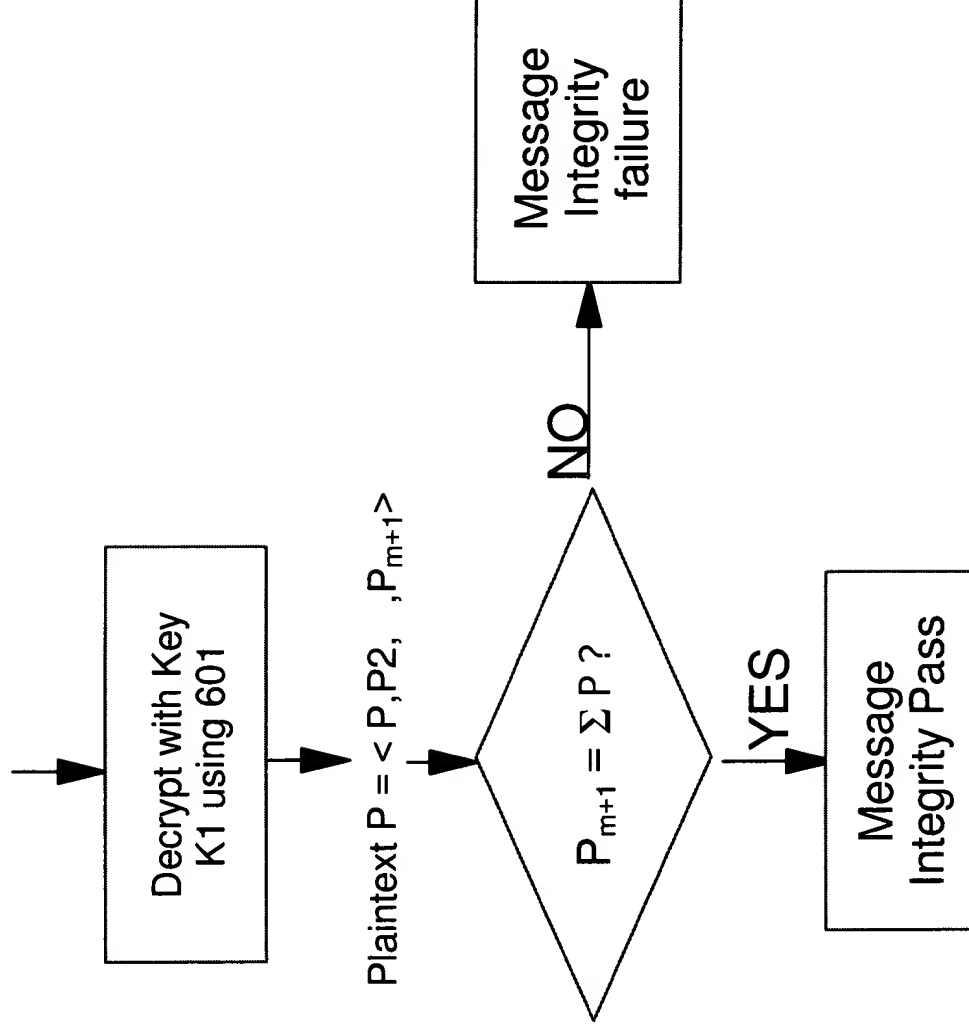 Decrypt with Key
K1 using 601
Plaintext P = < P,P2, ,Pₘ₊₁>
Pₘ₊₁ = Σ P ?
NO
Message
Integrity
failure
YES
Message
Integrity Pass